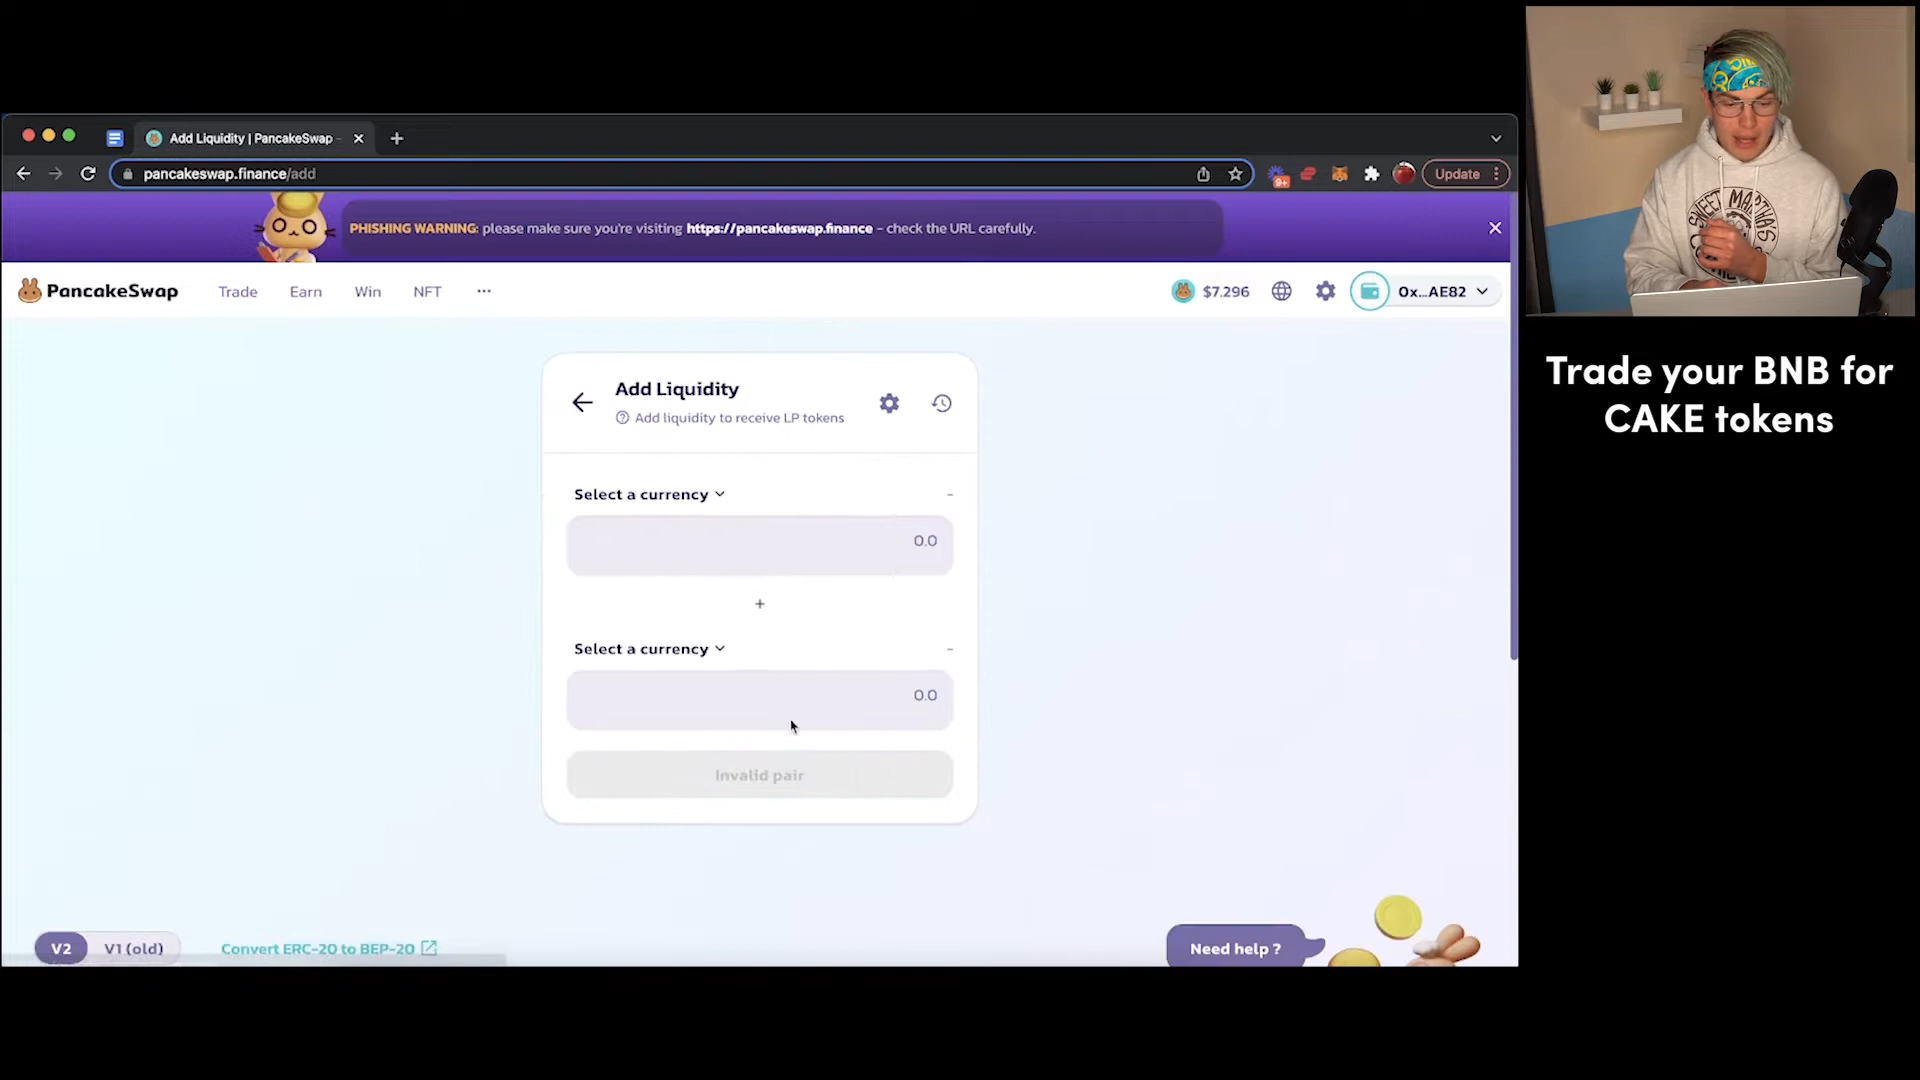 Add Liquidity | PancakeSwap -
pancakeswap.finance/add
9+
Update
PHISHING WARNING: please make sure you're visiting https://pancakeswap.finance - check the URL carefully.
PancakeSwap
Trade
Earn
Win
NFT
$7.296
0x...AE82
Add Liquidity
Add liquidity to receive LP tokens
Select a currency
-
0.0
+
Select a currency
-
0.0
Invalid pair
V2
V1 (old)
Convert ERC-20 to BEP-20
Need help ?
SWEET MARTHA'S
Trade your BNB for
CAKE tokens